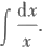 ∫ dx/x.